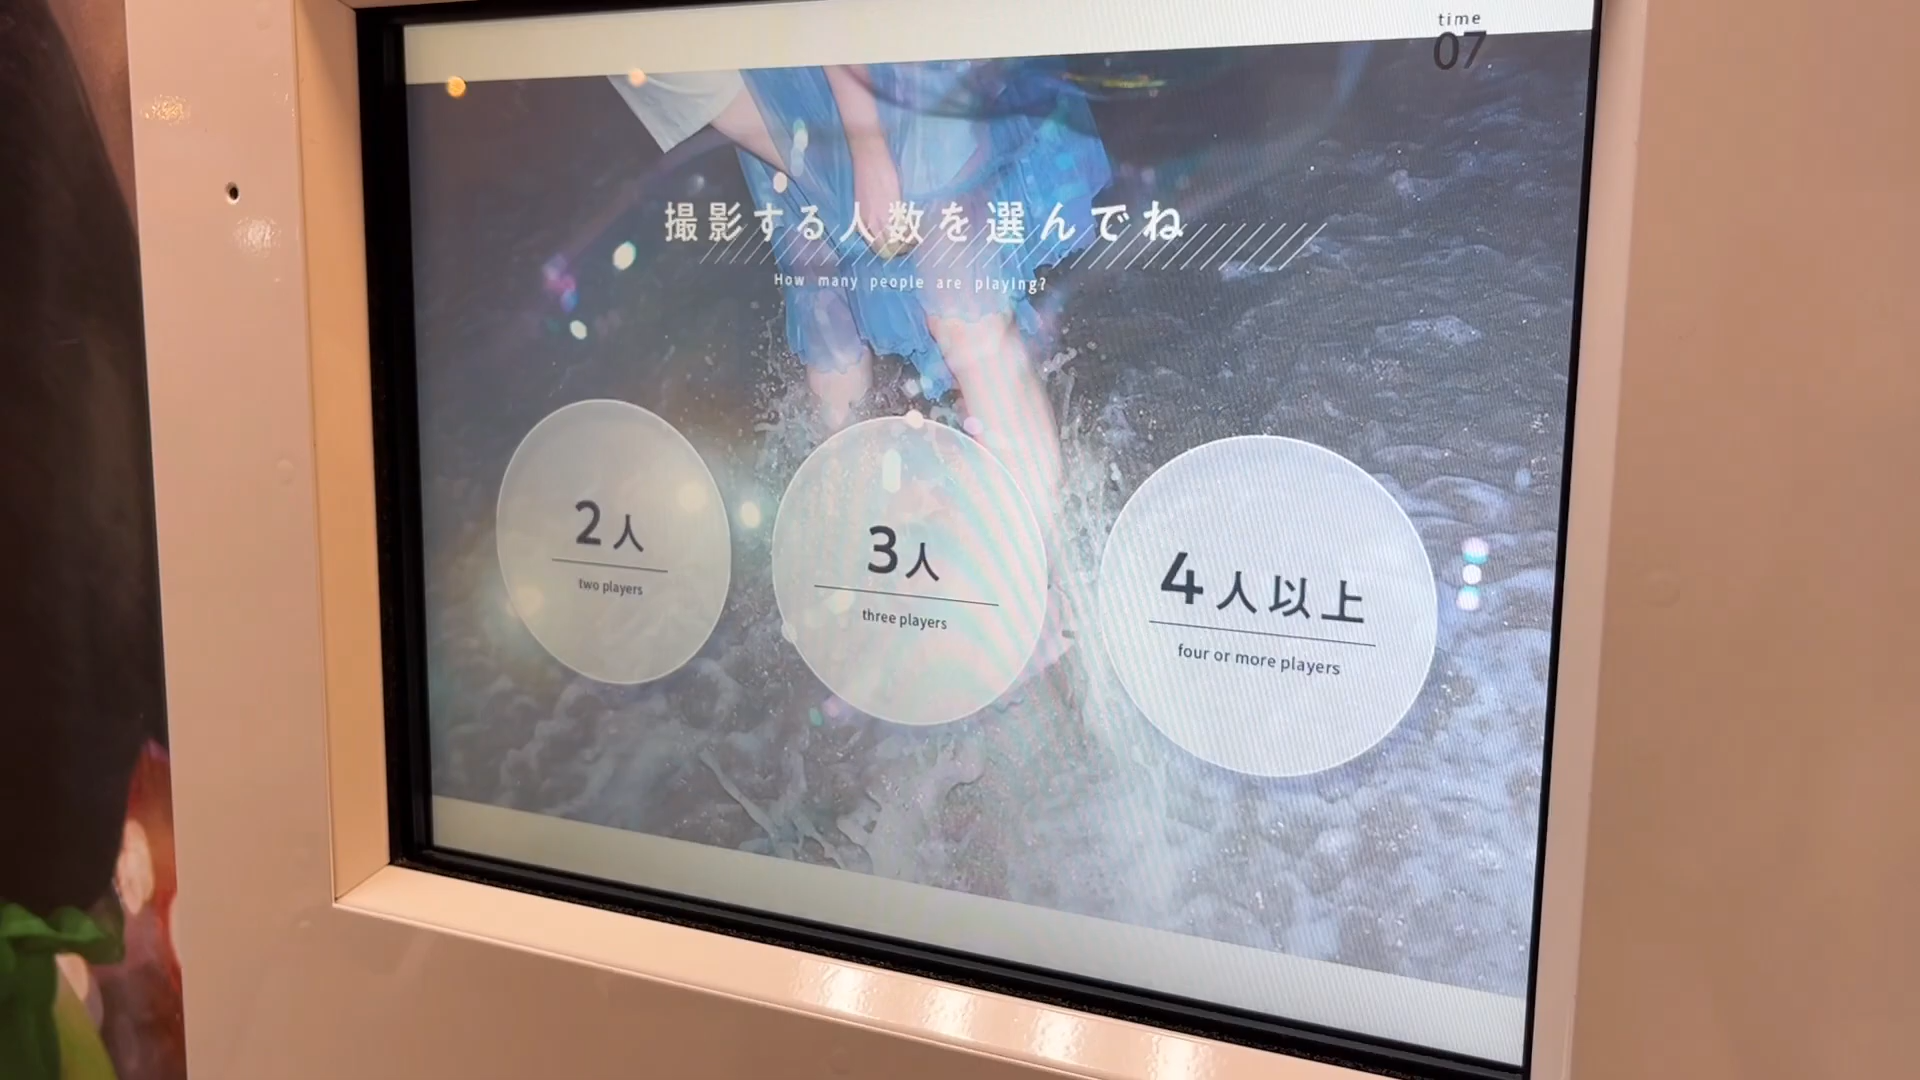 time
07
撮影する人数を選んでね
How many people are playing?
2人
two players
3人
three players
4人以上
four or more players